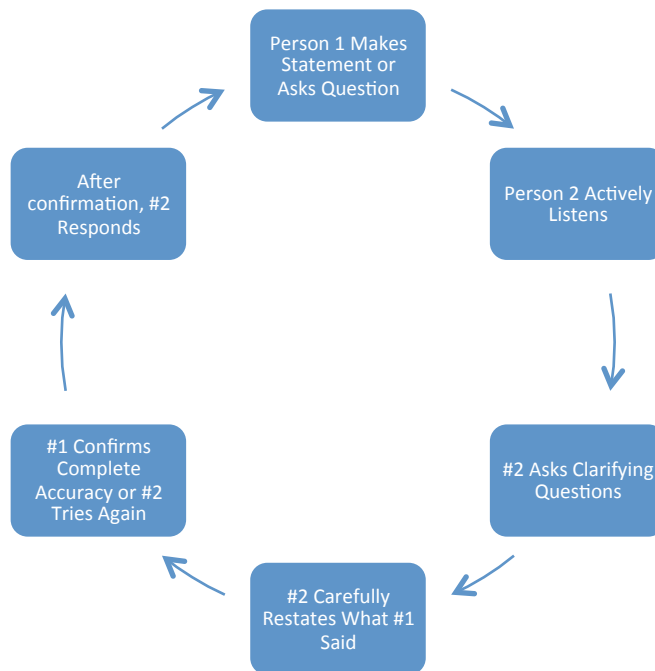 Person 1 Makes
Statement or
Asks Question
Person 2 Actively
Listens
#2 Asks Clarifying
Questions
#2 Carefully
Restates What #1
Said
#1 Confirms
Complete
Accuracy or #2
Tries Again
After
confirmation, #2
Responds